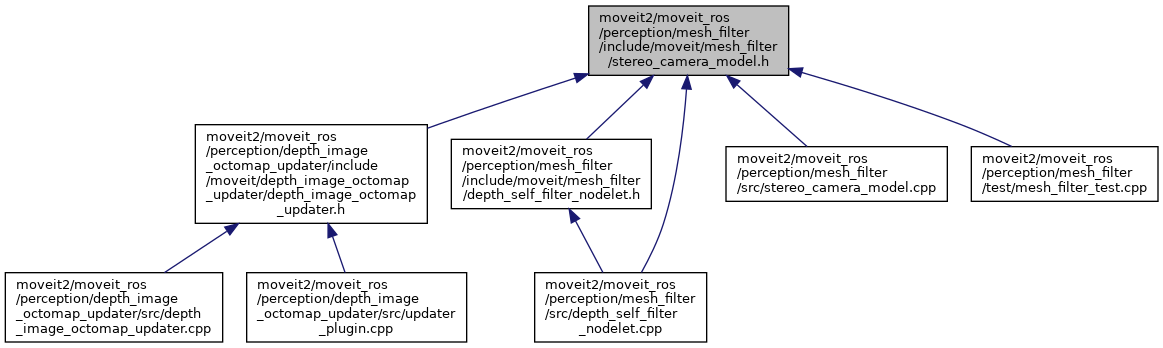 moveit2/moveit_ros
/perception/mesh_filter
/include/moveit/mesh_filter
/stereo_camera_model.h
moveit2/moveit_ros
/perception/depth_image
_octomap_updater/include
/moveit/depth_image_octomap
_updater/depth_image_octomap
_updater.h
moveit2/moveit_ros
/perception/mesh_filter
/include/moveit/mesh_filter
/depth_self_filter_nodelet.h
moveit2/moveit_ros
/perception/mesh_filter
/src/stereo_camera_model.cpp
moveit2/moveit_ros
/perception/mesh_filter
/test/mesh_filter_test.cpp
moveit2/moveit_ros
/perception/depth_image
_octomap_updater/src/depth
_image_octomap_updater.cpp
moveit2/moveit_ros
/perception/depth_image
_octomap_updater/src/updater
_plugin.cpp
moveit2/moveit_ros
/perception/mesh_filter
/src/depth_self_filter
_nodelet.cpp